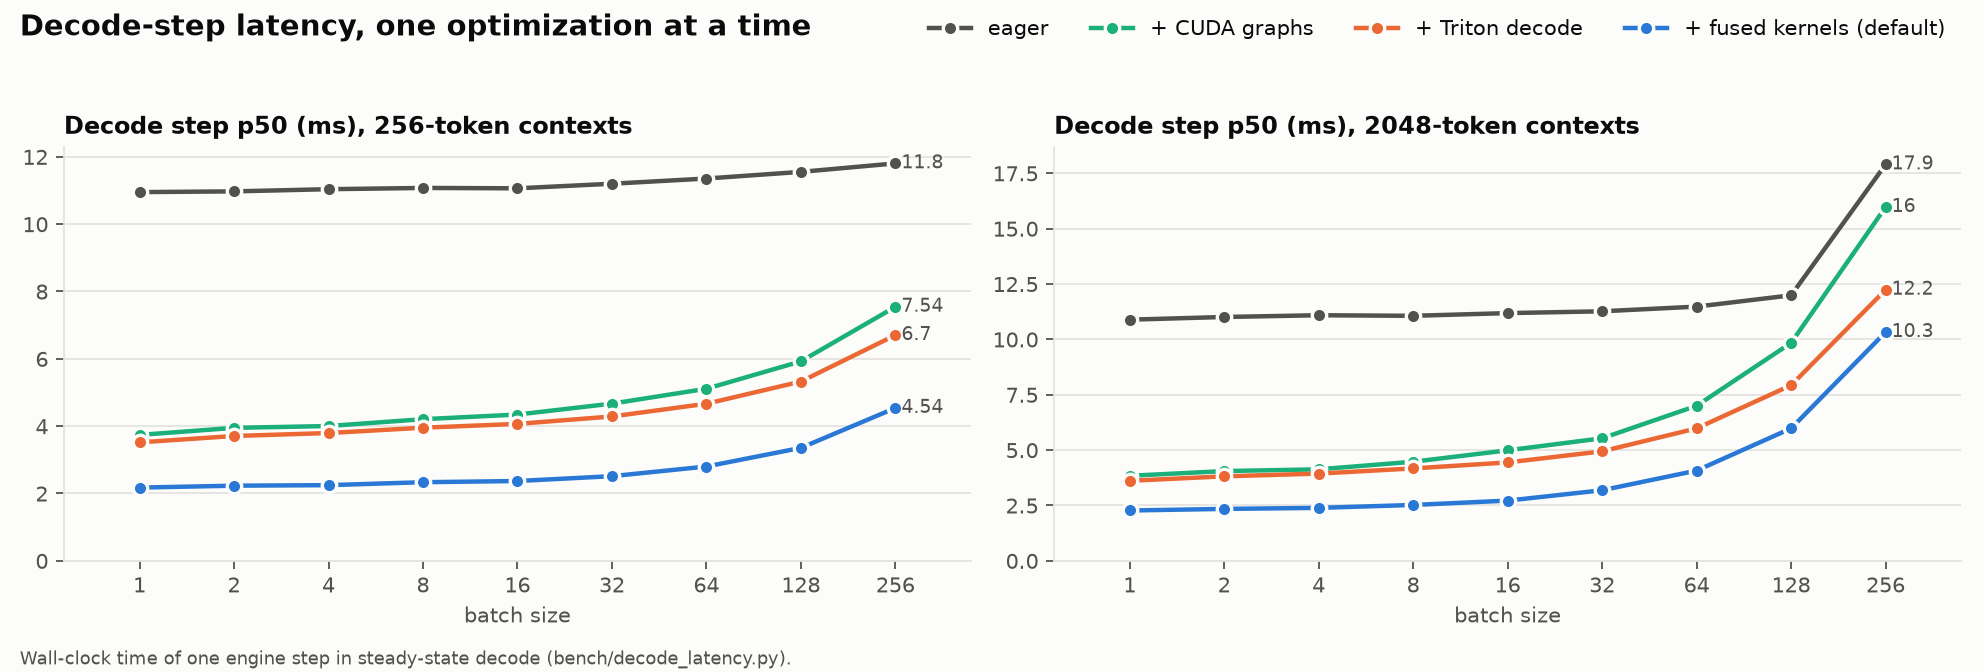 Decode-step latency, one optimization at a time
eager
+ CUDA graphs
+ Triton decode
+ fused kernels (default)
Decode step p50 (ms), 256-token contexts
12
10
8
6
4
2
0
11.8
7.54
6.7
4.54
1 2 4 8 16 32 64 128 256
batch size
Decode step p50 (ms), 2048-token contexts
17.5
15.0
12.5
10.0
7.5
5.0
2.5
0.0
17.9
16
12.2
10.3
1 2 4 8 16 32 64 128 256
batch size
Wall-clock time of one engine step in steady-state decode (bench/decode_latency.py).